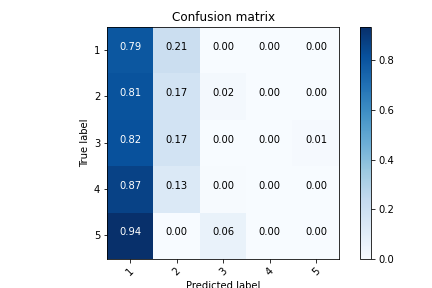 Confusion matrix
1 0.79 0.21 0.00 0.00 0.00
2 0.81 0.17 0.02 0.00 0.00
3 0.82 0.17 0.00 0.00 0.01
4 0.87 0.13 0.00 0.00 0.00
5 0.94 0.00 0.06 0.00 0.00
True label
1 2 3 4 5
Predicted label
0.8
0.6
0.4
0.2
0.0